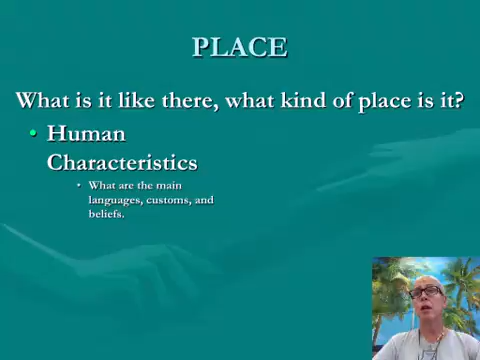 PLACE
What is it like there, what kind of place is it?
• Human
Characteristics
• What are the main
languages, customs, and
beliefs.